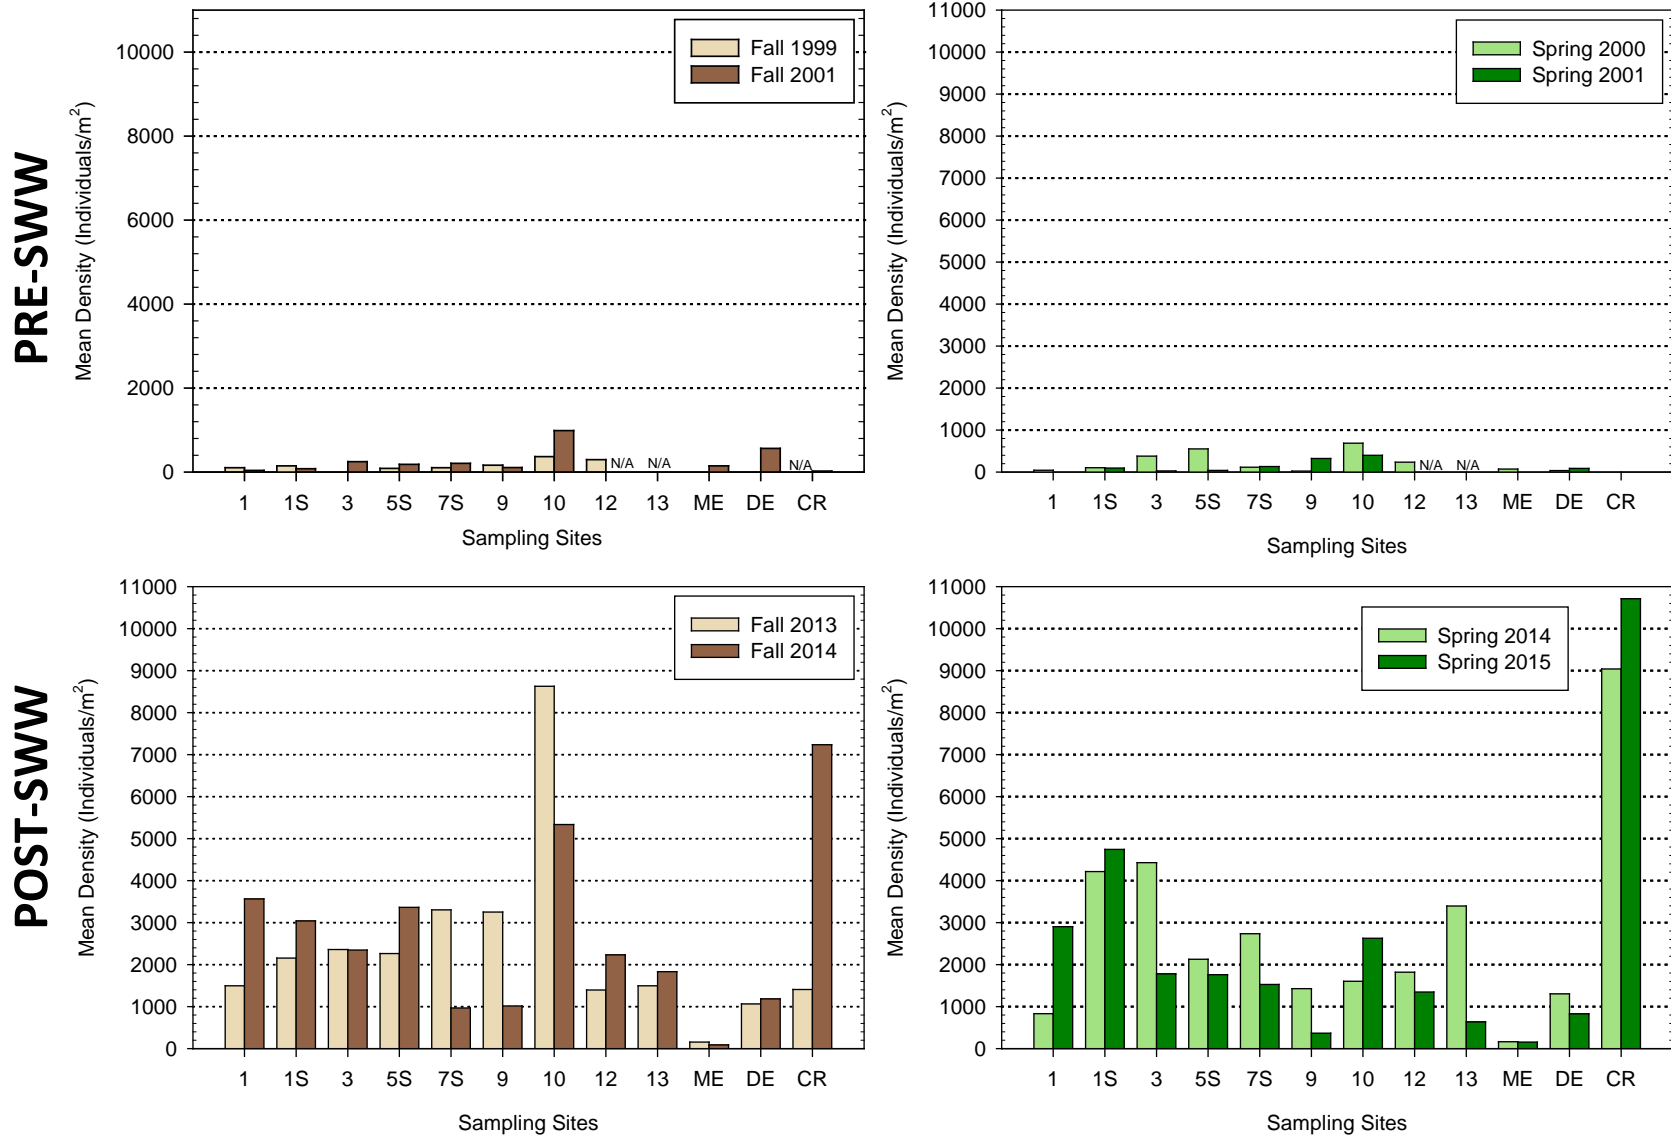 PRE-SWW
Mean Density (Individuals/m2)
10000
8000
6000
4000
2000
0
Fall 1999
Fall 2001
N/A
N/A
N/A
1 1S 3 5S 7S 9 10 12 13 ME DE CR
Sampling Sites
Mean Density (Individuals/m2)
11000
10000
9000
8000
7000
6000
5000
4000
3000
2000
1000
0
Spring 2000
Spring 2001
N/A
N/A
1 1S 3 5S 7S 9 10 12 13 ME DE CR
Sampling Sites
POST-SWW
Mean Density (Individuals/m2)
11000
10000
9000
8000
7000
6000
5000
4000
3000
2000
1000
0
Fall 2013
Fall 2014
1 1S 3 5S 7S 9 10 12 13 ME DE CR
Sampling Sites
Mean Density (Individuals/m2)
11000
10000
9000
8000
7000
6000
5000
4000
3000
2000
1000
0
Spring 2014
Spring 2015
1 1S 3 5S 7S 9 10 12 13 ME DE CR
Sampling Sites